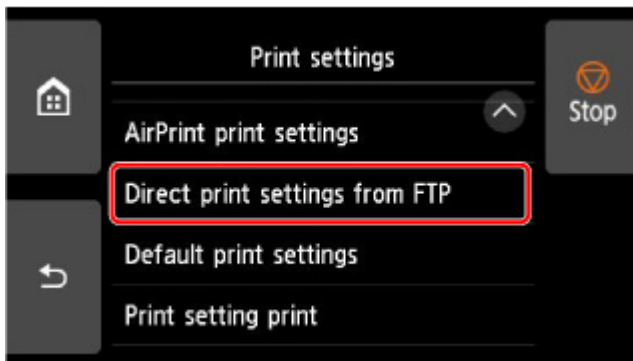 Print settings
Stop
AirPrint print settings
Direct print settings from FTP
Default print settings
Print setting print